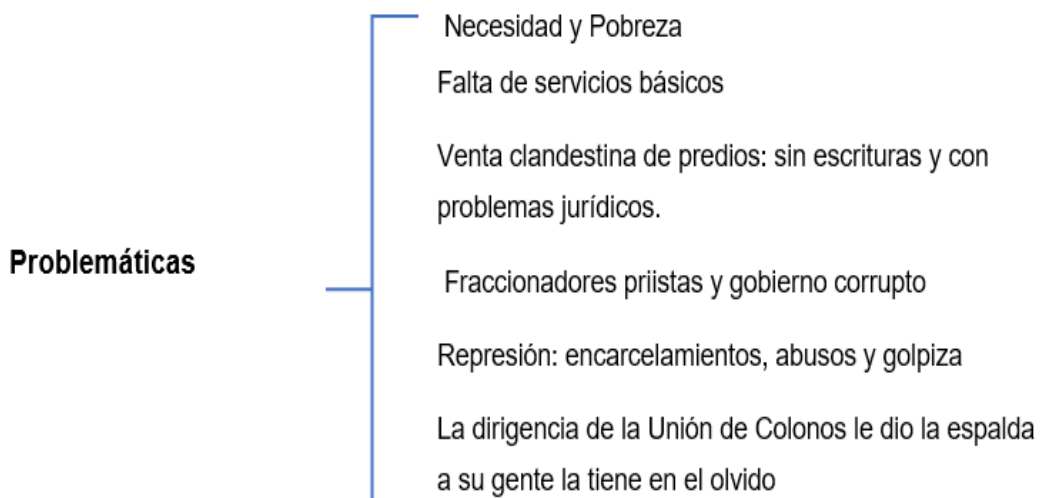 Necesidad y Pobreza
Falta de servicios básicos
Venta clandestina de predios: sin escrituras y con
problemas jurídicos.
Problemáticas
Fraccionadores priistas y gobierno corrupto
Represión: encarcelamientos, abusos y golpiza
La dirigencia de la Unión de Colonos le dio la espalda
a su gente la tiene en el olvido